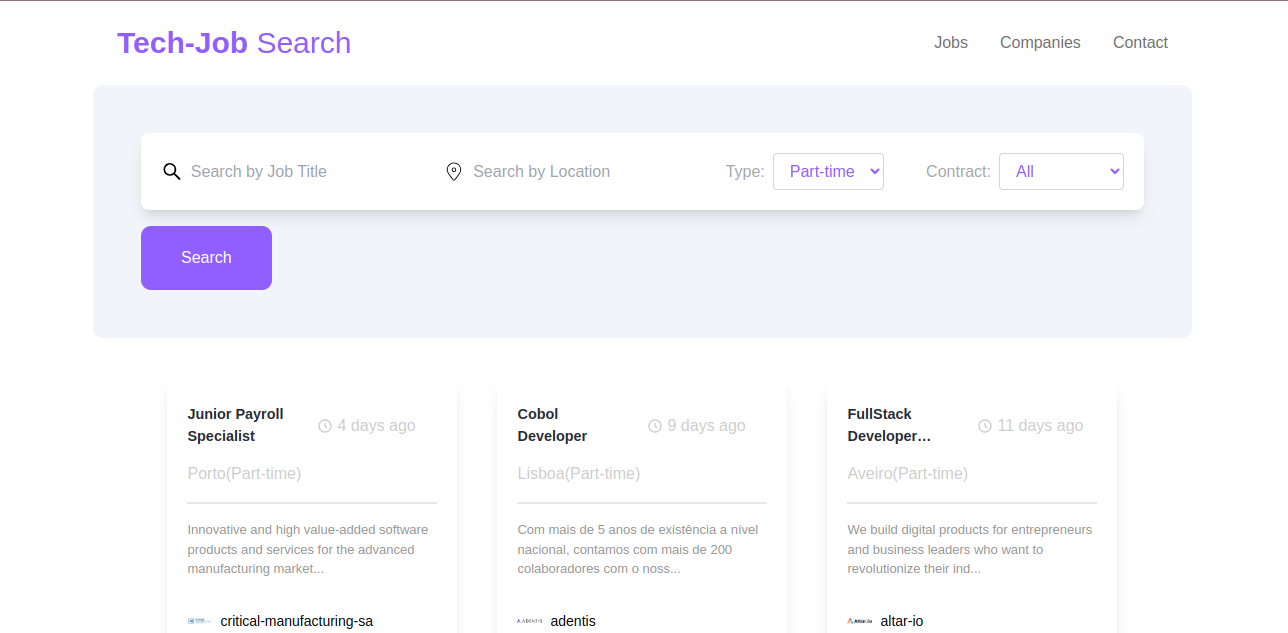 Tech-Job Search
Jobs Companies Contact
Search by Job Title Search by Location Type: Part-time Contract: All
Search
Junior Payroll
Specialist
4 days ago
Porto(Part-time)
Innovative and high value-added software
products and services for the advanced
manufacturing market...
critical-manufacturing-sa
Cobol
Developer
9 days ago
Lisboa(Part-time)
Com mais de 5 anos de existência a nível
nacional, contamos com mais de 200
colaboradores com o noss...
ADENTIS adentis
FullStack
Developer...
11 days ago
Aveiro(Part-time)
We build digital products for entrepreneurs
and business leaders who want to
revolutionize their ind...
Altar.io altar-io